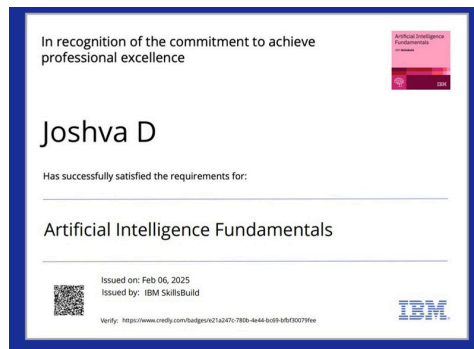 In recognition of the commitment to achieve
professional excellence
Artificial Intelligence
Fundamentals
IBM
Joshva D
Has successfully satisfied the requirements for:
Artificial Intelligence Fundamentals
Issued on: Feb 06, 2025
Issued by: IBM SkillsBuild
Verify: https://www.credly.com/badges/e21a247c-780b-4e44-bc69-bfbf30079fee
IBM.